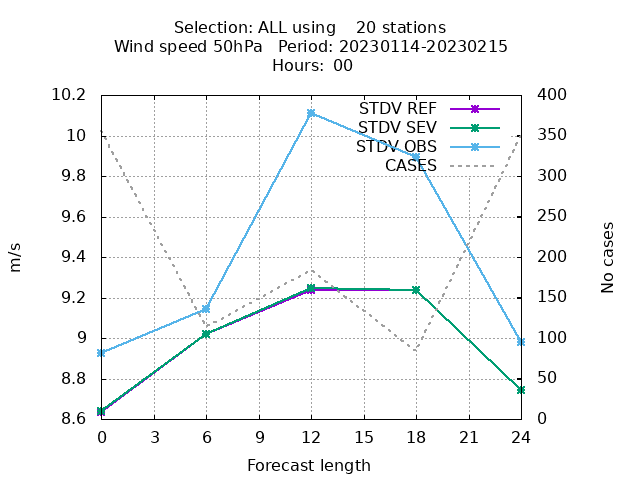 Selection: ALL using    20 stations
Wind speed 50hPa   Period: 20230114-20230215
Hours:  00
10.2
10
9.8
9.6
9.4
9.2
9
8.8
8.6
400
350
300
250
200
150
100
50
0
STDV REF
STDV SEV
STDV OBS
CASES
m/s
No cases
0
3
6
9
12
15
18
21
24
Forecast length